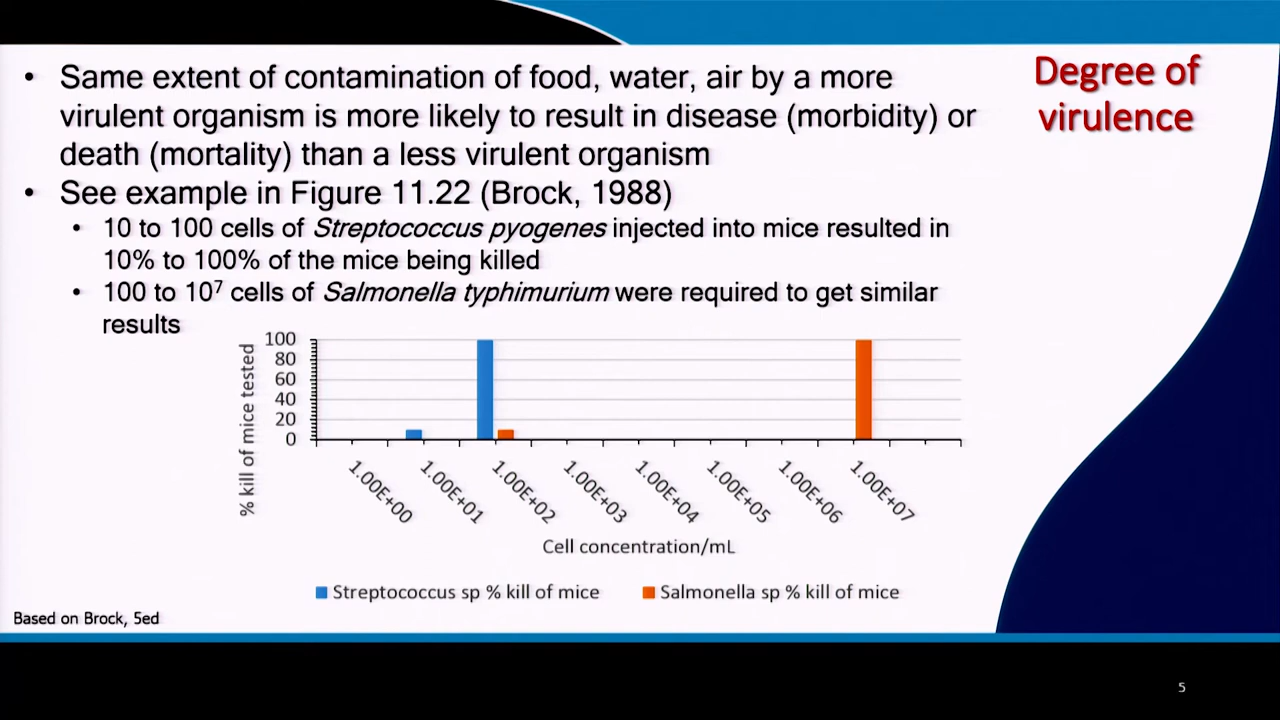 Degree of
virulence
• Same extent of contamination of food, water, air by a more
virulent organism is more likely to result in disease (morbidity) or
death (mortality) than a less virulent organism
• See example in Figure 11.22 (Brock, 1988)
• 10 to 100 cells of Streptococcus pyogenes injected into mice resulted in
10% to 100% of the mice being killed
• 100 to 10⁷ cells of Salmonella typhimurium were required to get similar
results
% kill of mice tested
100
80
60
40
20
0
1.00E+00
1.00E+01
1.00E+02
1.00E+03
1.00E+04
1.00E+05
1.00E+06
1.00E+07
Cell concentration/mL
Streptococcus sp % kill of mice
Salmonella sp % kill of mice
Based on Brock, 5ed
5